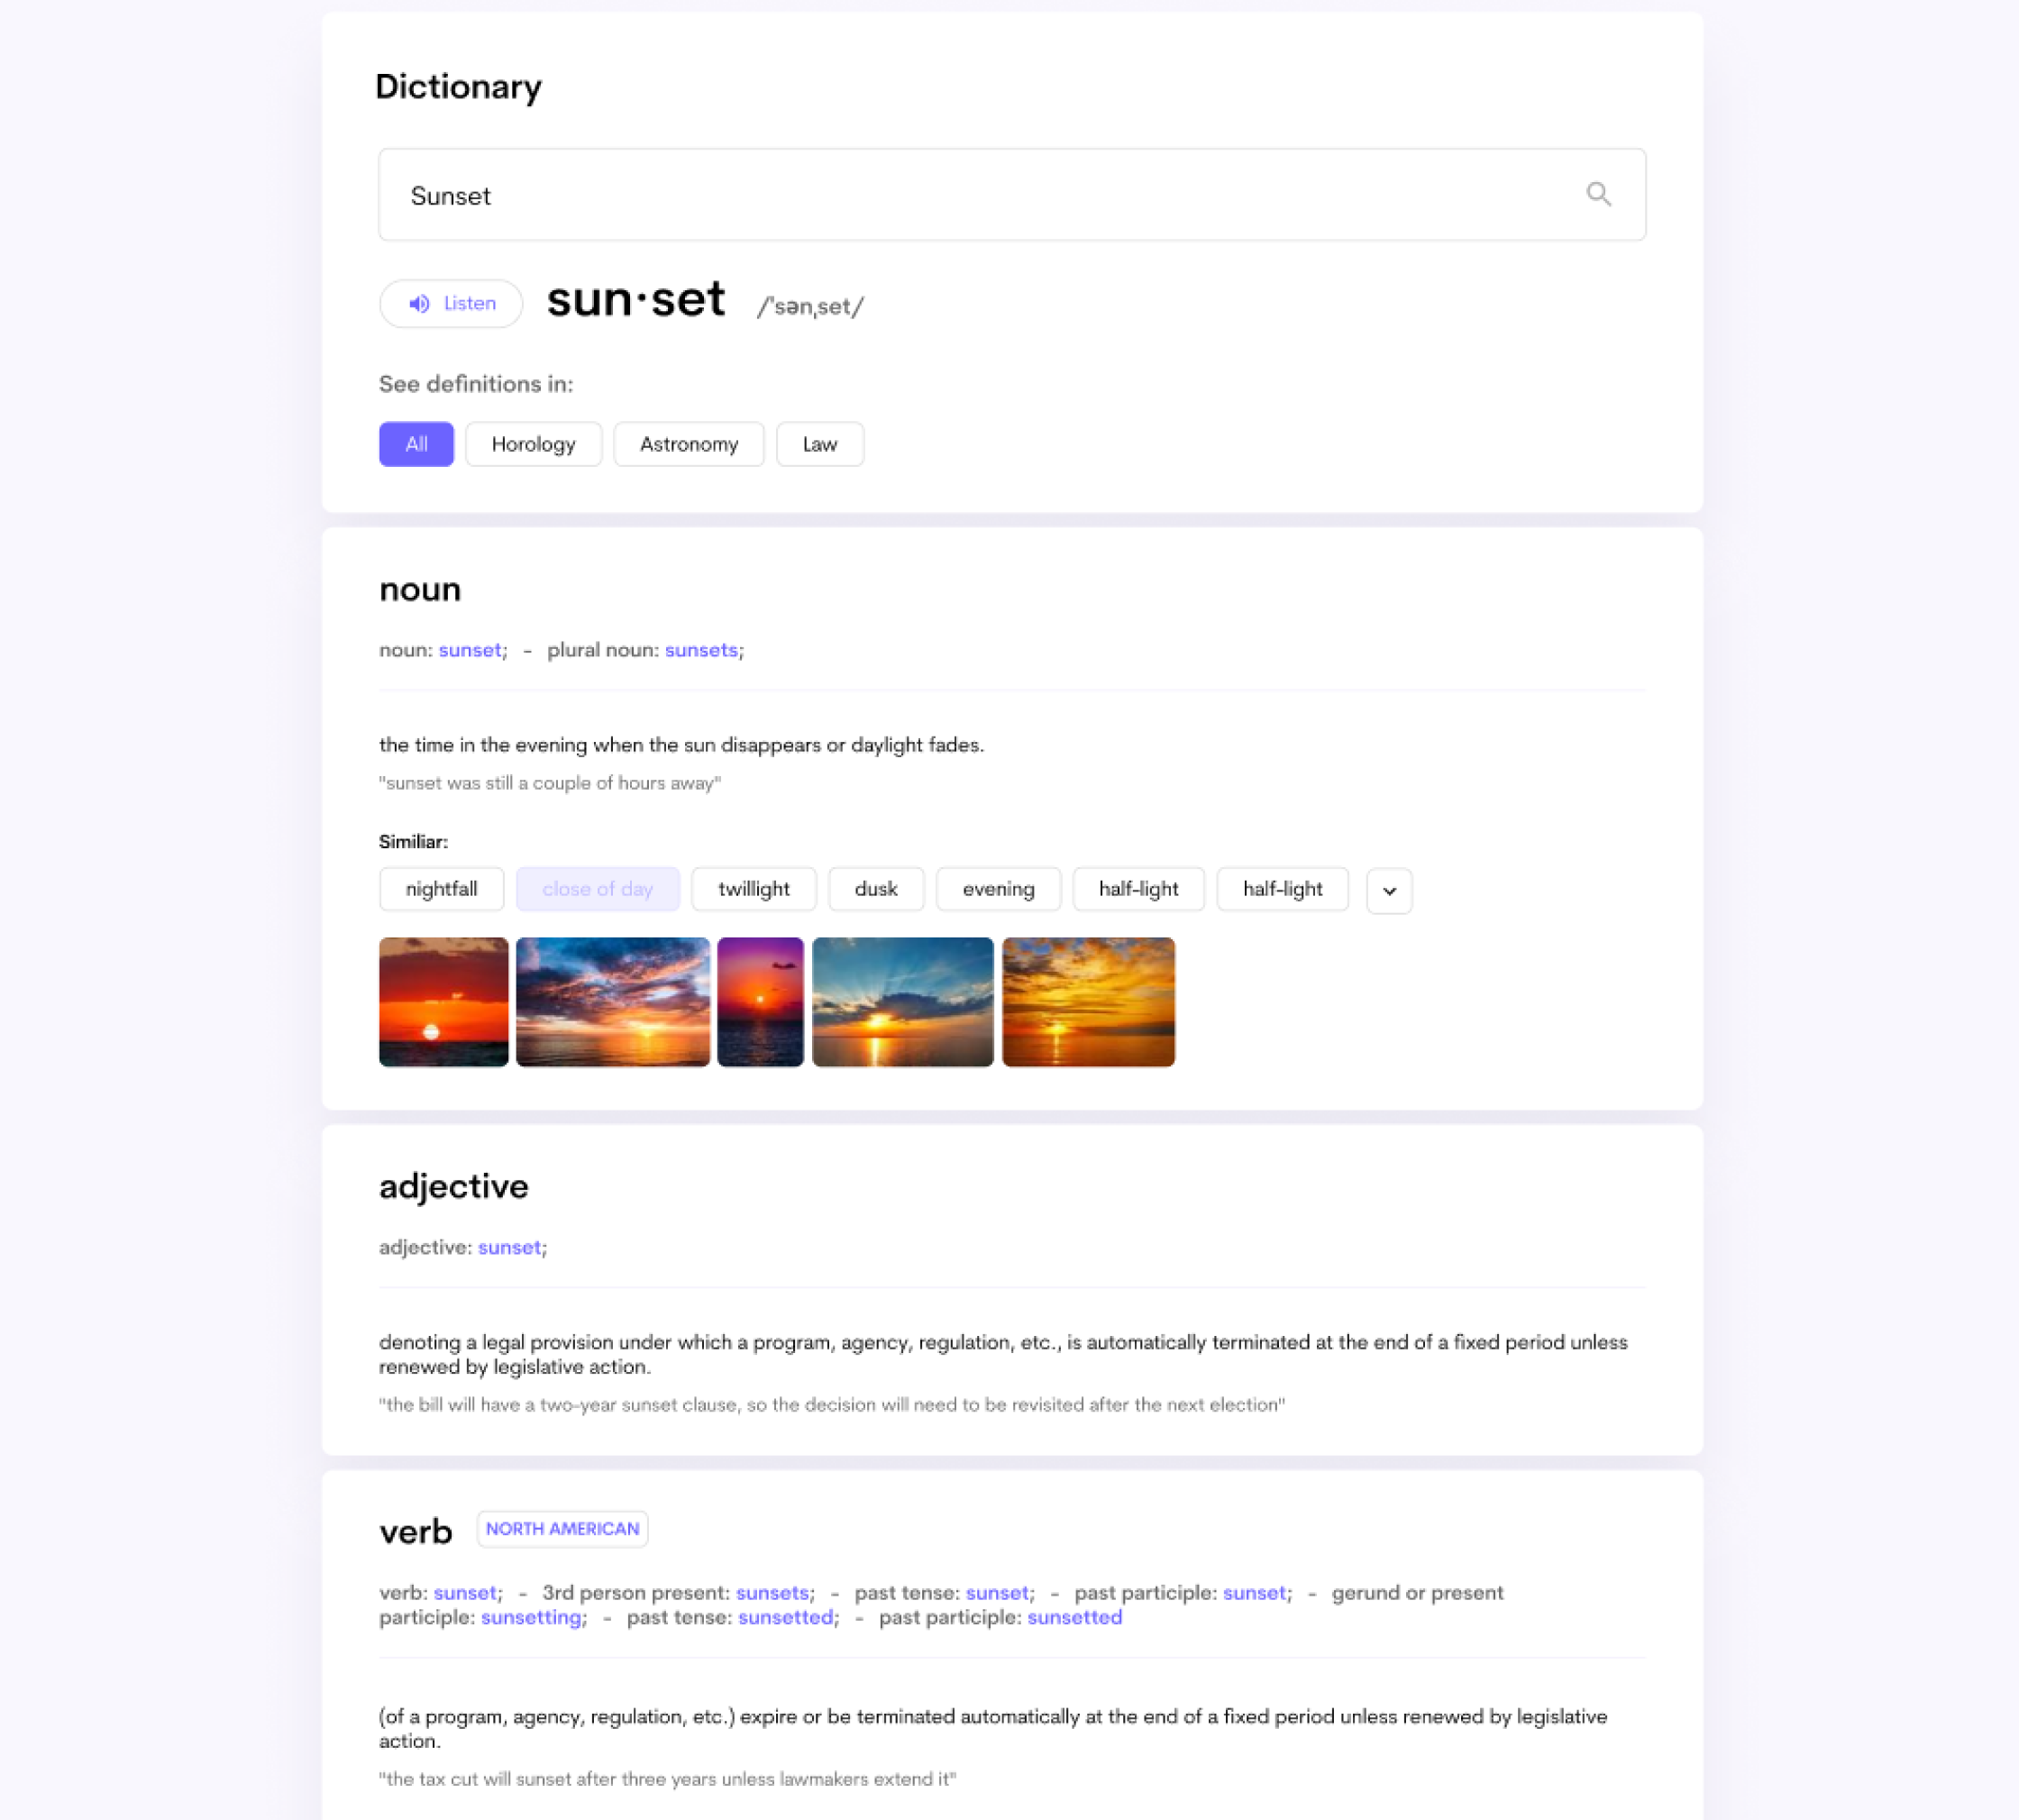 Dictionary
Sunset
Listen sun·set /ˈsənˌset/
See definitions in:
All Horology Astronomy Law
noun
noun: sunset; - plural noun: sunsets;
the time in the evening when the sun disappears or daylight fades.
"sunset was still a couple of hours away"
Similiar:
nightfall close of day twillight dusk evening half-light half-light
adjective
adjective: sunset;
denoting a legal provision under which a program, agency, regulation, etc., is automatically terminated at the end of a fixed period unless
renewed by legislative action.
"the bill will have a two-year sunset clause, so the decision will need to be revisited after the next election"
verb NORTH AMERICAN
verb: sunset; - 3rd person present: sunsets; - past tense: sunset; - past participle: sunset; - gerund or present
participle: sunsetting; - past tense: sunsetted; - past participle: sunsetted
(of a program, agency, regulation, etc.) expire or be terminated automatically at the end of a fixed period unless renewed by legislative
action.
"the tax cut will sunset after three years unless lawmakers extend it"